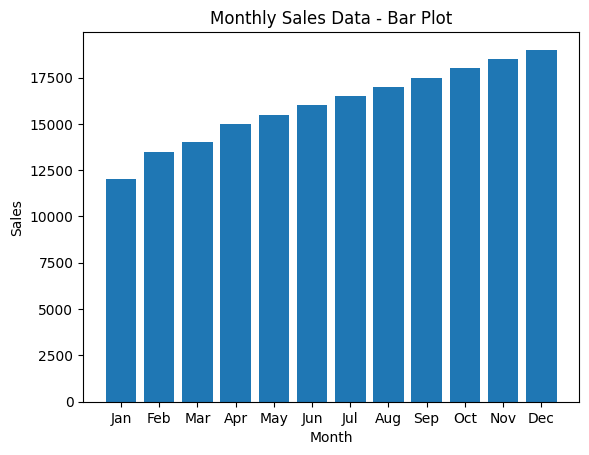 Monthly Sales Data - Bar Plot
Sales
17500
15000
12500
10000
7500
5000
2500
0
Jan Feb Mar Apr May Jun Jul Aug Sep Oct Nov Dec
Month